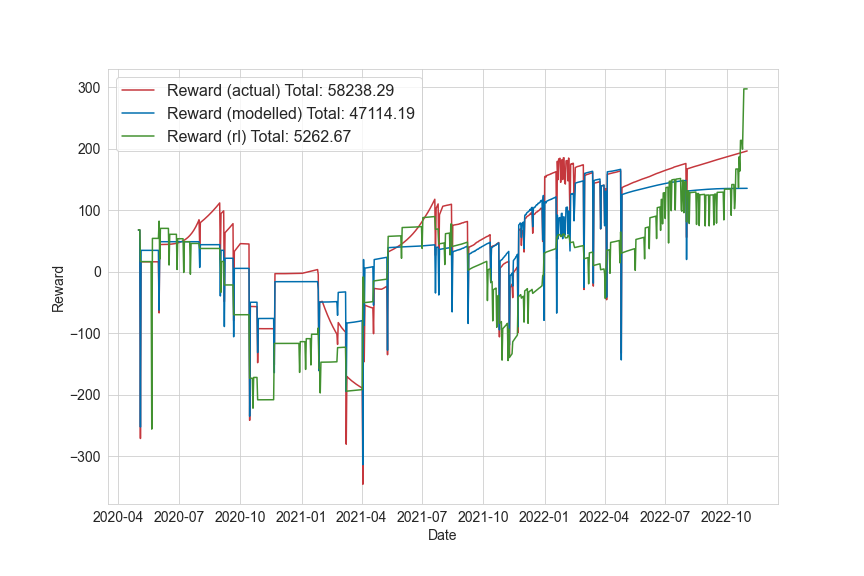 Reward (actual) Total: 58238.29
Reward (modelled) Total: 47114.19
Reward (rl) Total: 5262.67
300
200
100
0
−100
−200
−300
Reward
2020-04 2020-07 2020-10 2021-01 2021-04 2021-07 2021-10 2022-01 2022-04 2022-07 2022-10
Date